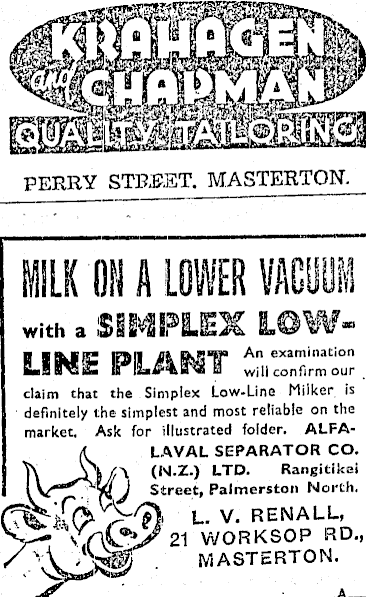 KRAHAGEN
and
CHAPMAN
QUALITY TAILORING
PERRY STREET, MASTERTON.
MILK ON A LOWER VACUUM
with a SIMPLEX LOW-
LINE PLANT An examination
will confirm our
claim that the Simplex Low-Line Milker is
definitely the simplest and most reliable on the
market. Ask for illustrated folder. ALFA-
LAVAL SEPARATOR CO.
(N.Z.) LTD. Rangitikei
Street, Palmerston North.
L. V. RENALL,
21 WORKSOP RD.,
MASTERTON.
A—